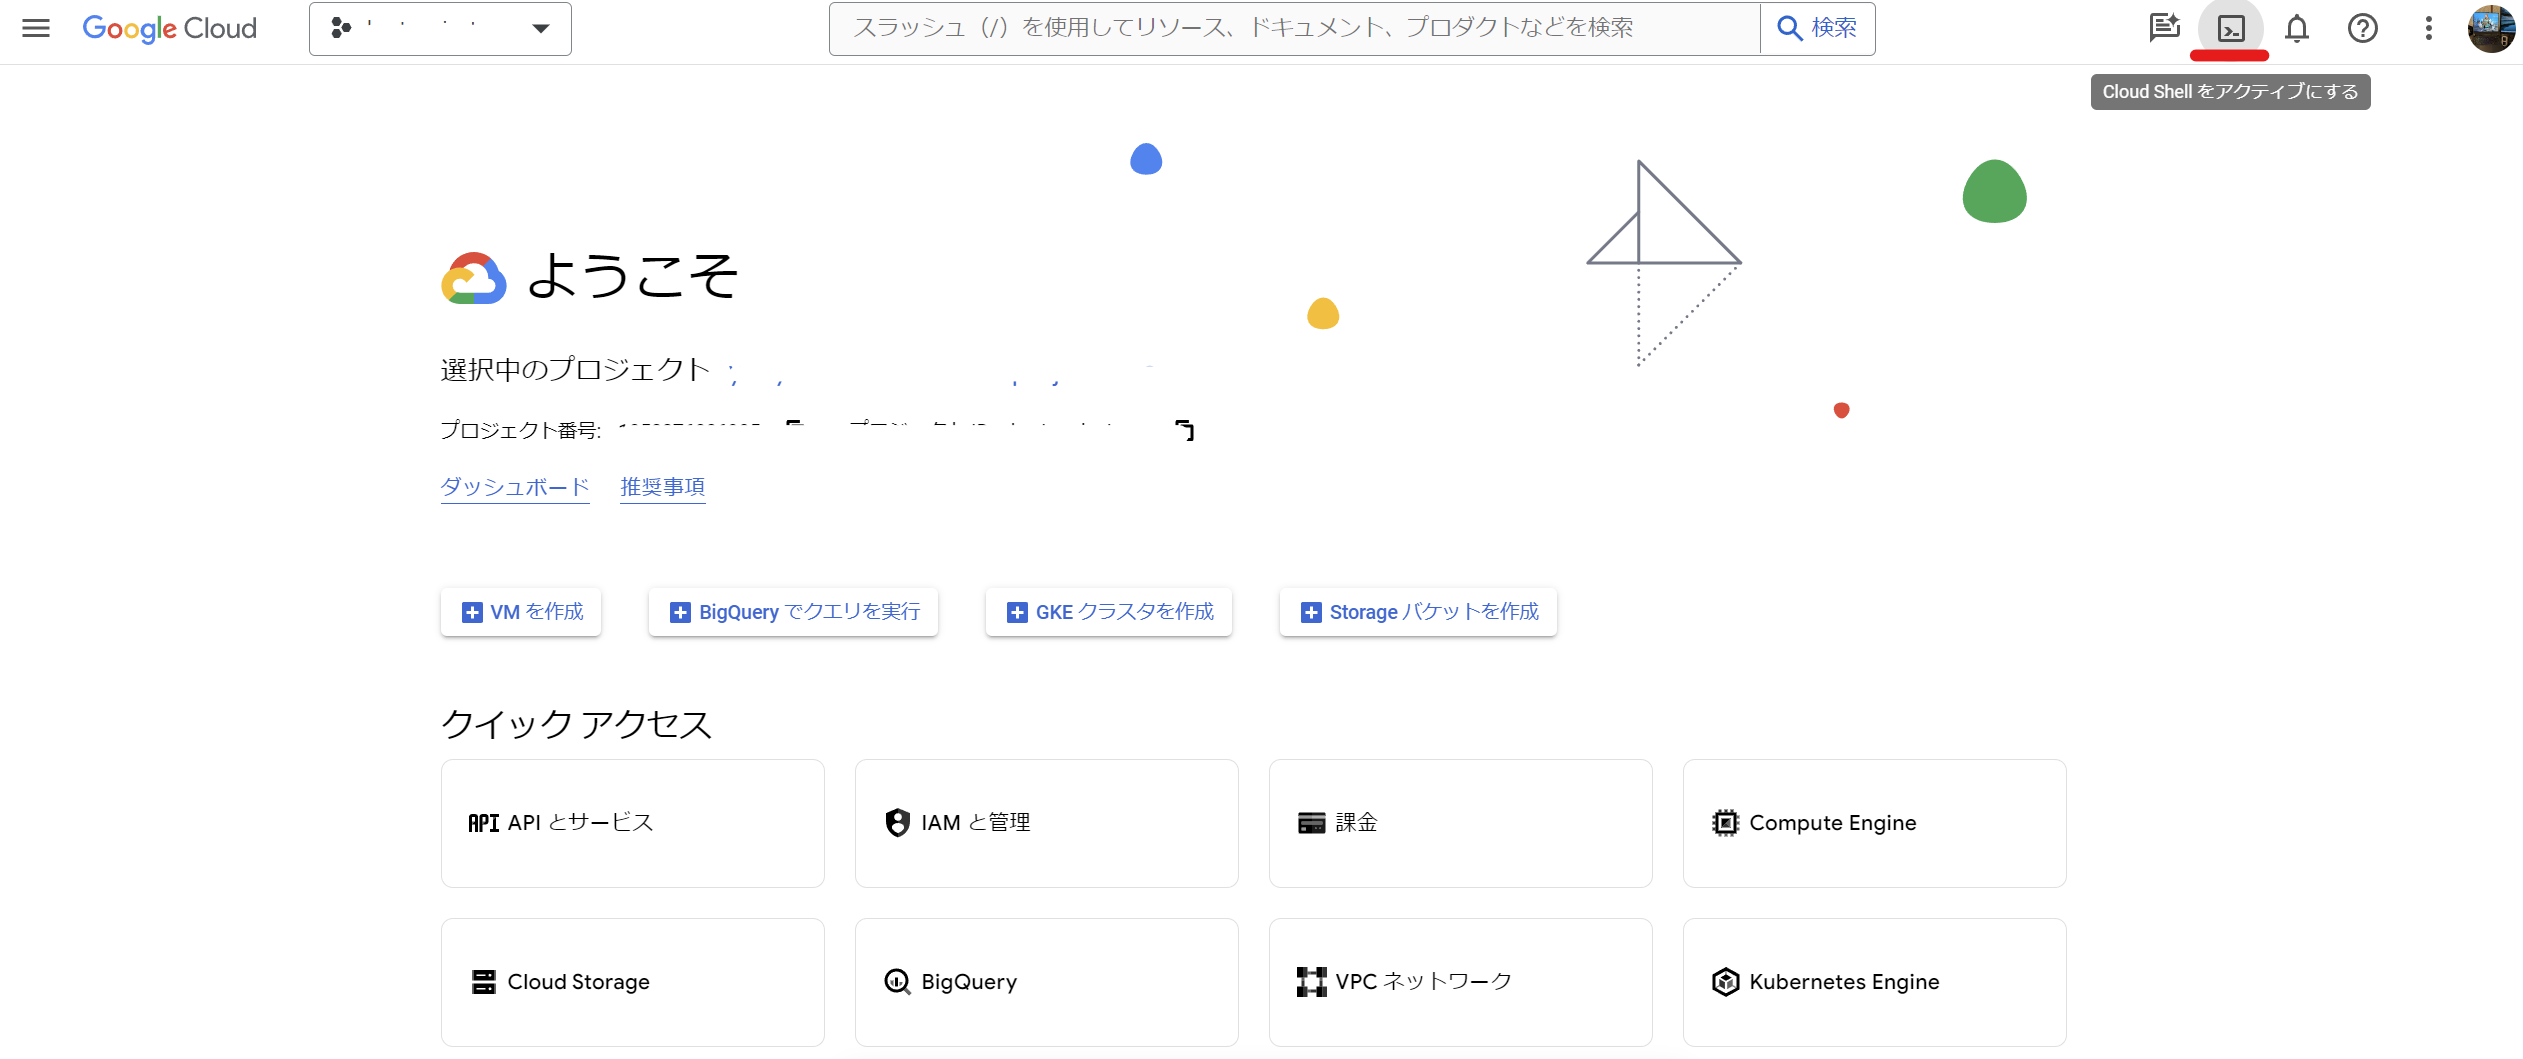 Google Cloud
スラッシュ（/）を使用してリソース、ドキュメント、プロダクトなどを検索
検索
Cloud Shell をアクティブにする
ようこそ
選択中のプロジェクト
プロジェクト番号:
ダッシュボード 推奨事項
VM を作成 BigQuery でクエリを実行 GKE クラスタを作成 Storage バケットを作成
クイック アクセス
API API とサービス
IAM と管理
課金
Compute Engine
Cloud Storage
BigQuery
VPC ネットワーク
Kubernetes Engine